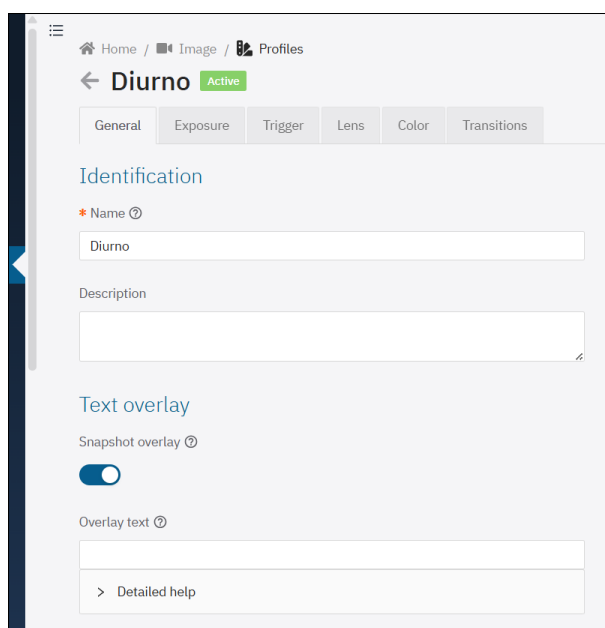 Home / Image / Profiles
Diurno Active
General Exposure Trigger Lens Color Transitions
Identification
* Name
Diurno
Description
Text overlay
Snapshot overlay
Overlay text
> Detailed help